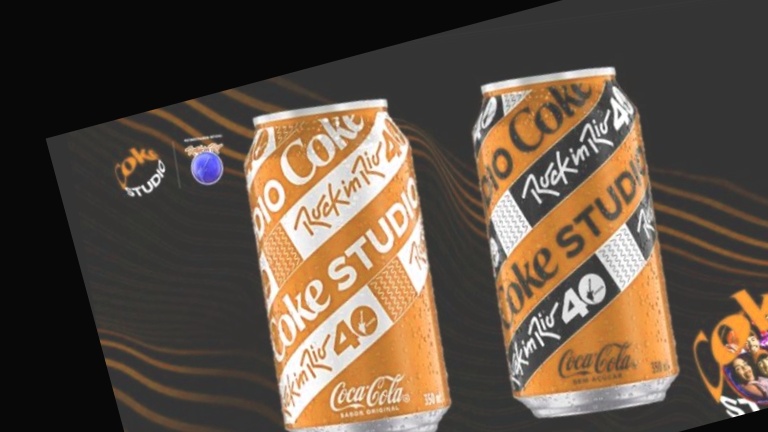 Coke
STUDIO
DIO Coke
Rock in Rio 40
Coke STUDIO
Rock in Rio 40
Coca-Cola
SABOR ORIGINAL
350 ml
DIO Coke
Rock in Rio 40
Coke STUDIO
Rock in Rio 40
Coca-Cola
SEM AÇÚCAR
350 ml
Coke
ST